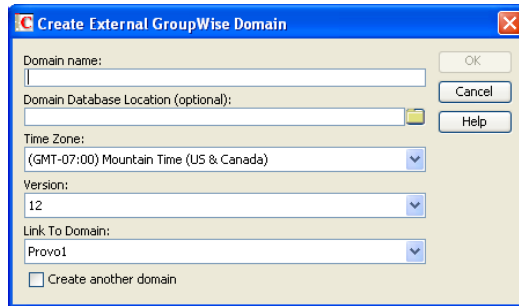 Create External GroupWise Domain
Domain name:
OK
Domain Database Location (optional):
Cancel
Help
Time Zone:
(GMT-07:00) Mountain Time (US & Canada)
Version:
12
Link To Domain:
Provo1
Create another domain